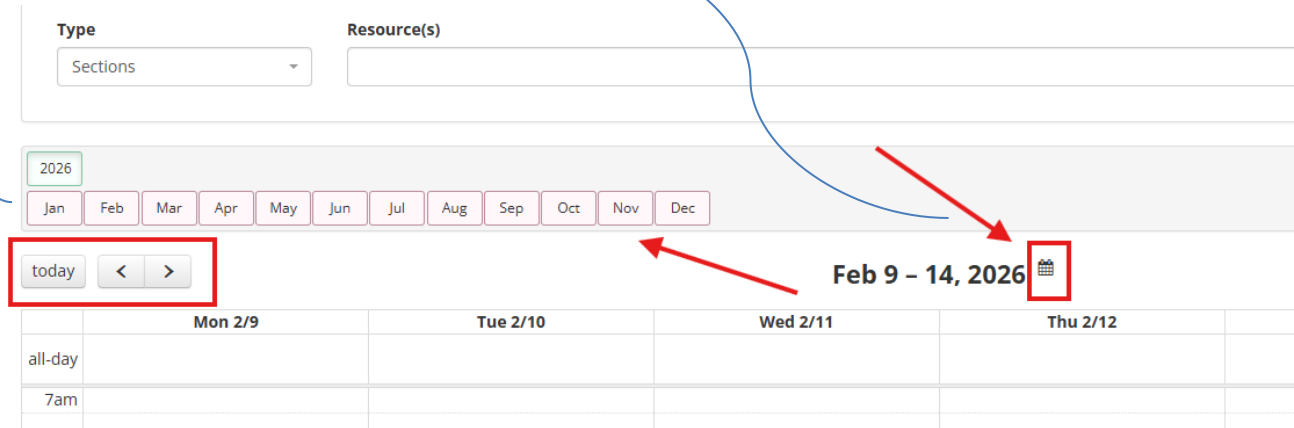 Type Resource(s)
Sections
2026
Jan Feb Mar Apr May Jun Jul Aug Sep Oct Nov Dec
today < > Feb 9 – 14, 2026
Mon 2/9 Tue 2/10 Wed 2/11 Thu 2/12
all-day
7am